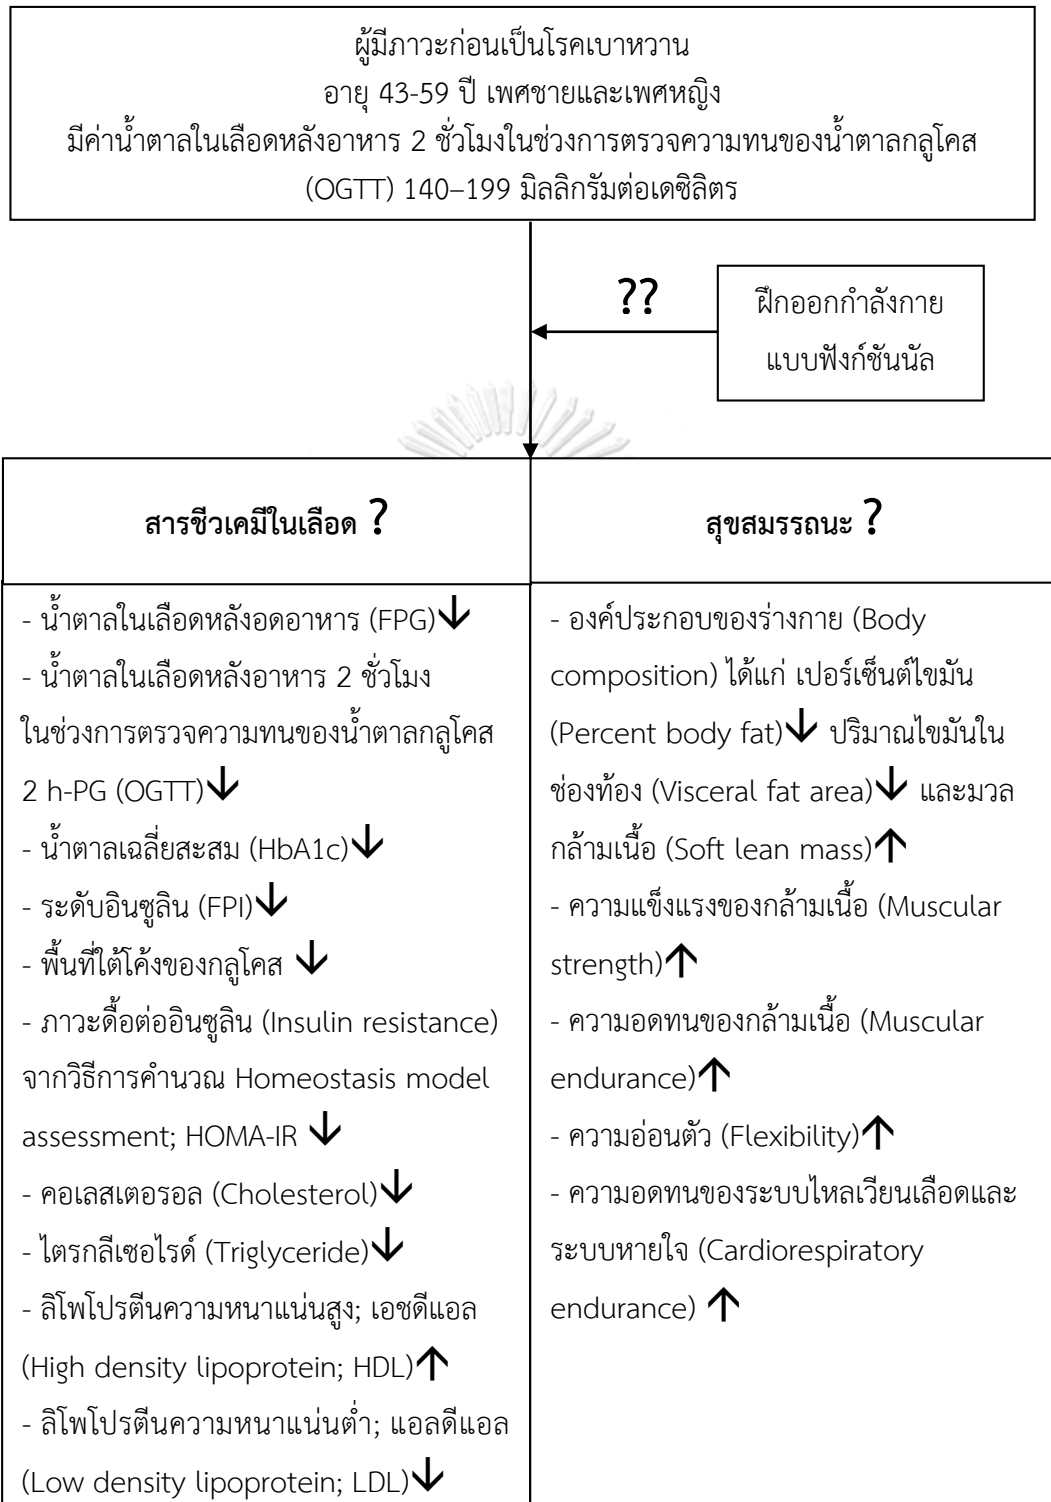 ผู้มีภาวะก่อนเป็นโรคเบาหวาน
อายุ 43-59 ปี เพศชายและเพศหญิง
มีค่าน้ำตาลในเลือดหลังอาหาร 2 ชั่วโมงในช่วงการตรวจความทนของน้ำตาลกลูโคส
(OGTT) 140–199 มิลลิกรัมต่อเดซิลิตร
??
ฝึกออกกำลังกาย
แบบฟังก์ชันนัล
สารชีวเคมีในเลือด ?
- น้ำตาลในเลือดหลังอดอาหาร (FPG)↓
- น้ำตาลในเลือดหลังอาหาร 2 ชั่วโมง
ในช่วงการตรวจความทนของน้ำตาลกลูโคส
2 h-PG (OGTT)↓
- น้ำตาลเฉลี่ยสะสม (HbA1c)↓
- ระดับอินซูลิน (FPI)↓
- พื้นที่ใต้โค้งของกลูโคส ↓
- ภาวะดื้อต่ออินซูลิน (Insulin resistance)
จากวิธีการคำนวณ Homeostasis model
assessment; HOMA-IR ↓
- คอเลสเตอรอล (Cholesterol)↓
- ไตรกลีเซอไรด์ (Triglyceride)↓
- ลิโพโปรตีนความหนาแน่นสูง; เอชดีแอล
(High density lipoprotein; HDL)↑
- ลิโพโปรตีนความหนาแน่นต่ำ; แอลดีแอล
(Low density lipoprotein; LDL)↓
สุขสมรรถนะ ?
- องค์ประกอบของร่างกาย (Body
composition) ได้แก่ เปอร์เซ็นต์ไขมัน
(Percent body fat)↓ ปริมาณไขมันใน
ช่องท้อง (Visceral fat area)↓ และมวล
กล้ามเนื้อ (Soft lean mass)↑
- ความแข็งแรงของกล้ามเนื้อ (Muscular
strength)↑
- ความอดทนของกล้ามเนื้อ (Muscular
endurance)↑
- ความอ่อนตัว (Flexibility)↑
- ความอดทนของระบบไหลเวียนเลือดและ
ระบบหายใจ (Cardiorespiratory
endurance) ↑